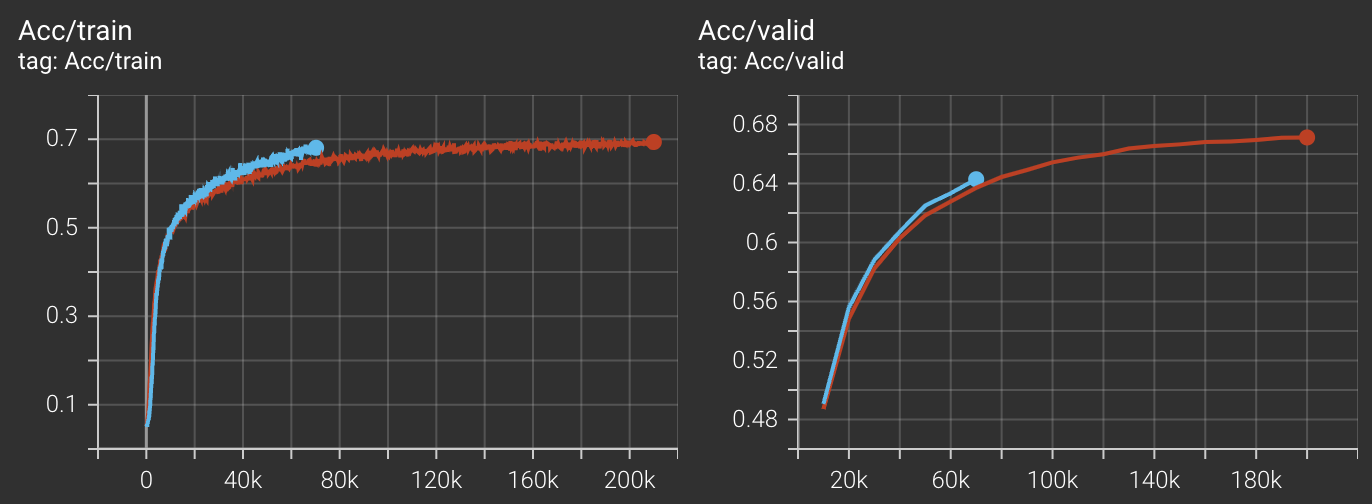 Acc/train
tag: Acc/train
0.7
0.5
0.3
0.1
0 40k 80k 120k 160k 200k
Acc/valid
tag: Acc/valid
0.68
0.64
0.6
0.56
0.52
0.48
20k 60k 100k 140k 180k